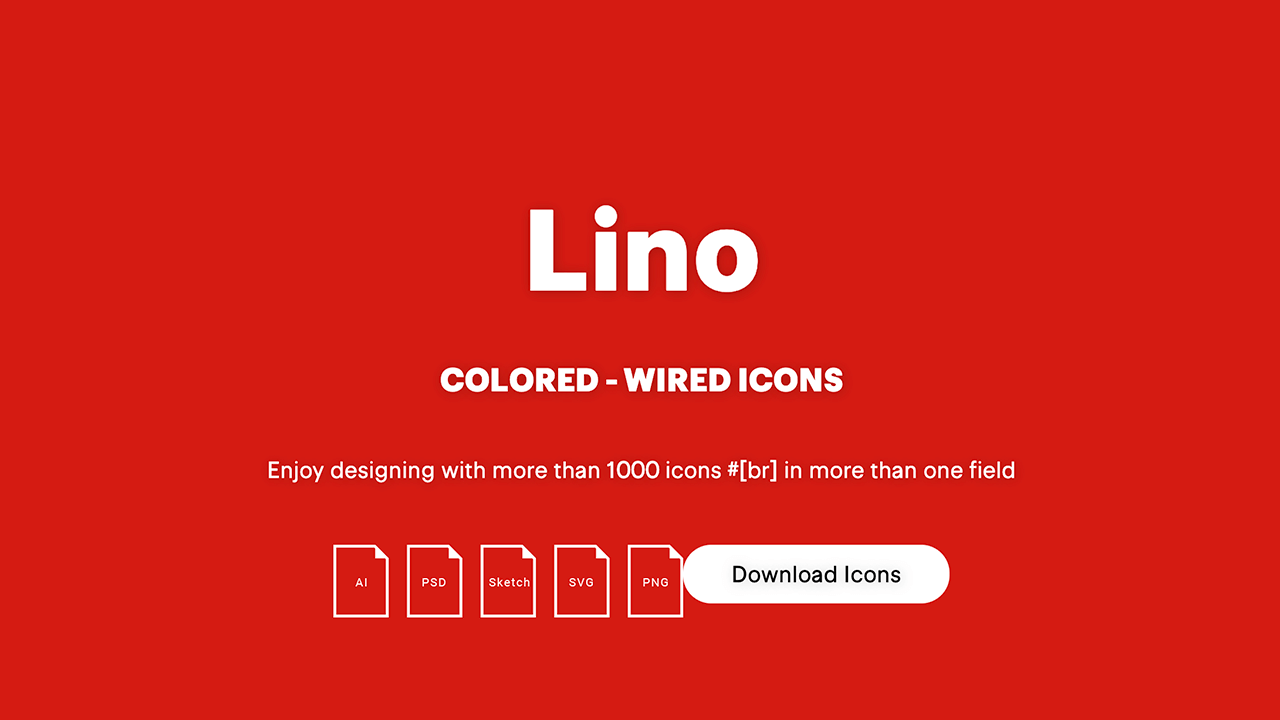 Lino
COLORED - WIRED ICONS
Enjoy designing with more than 1000 icons #[br] in more than one field
AI PSD Sketch SVG PNG Download Icons